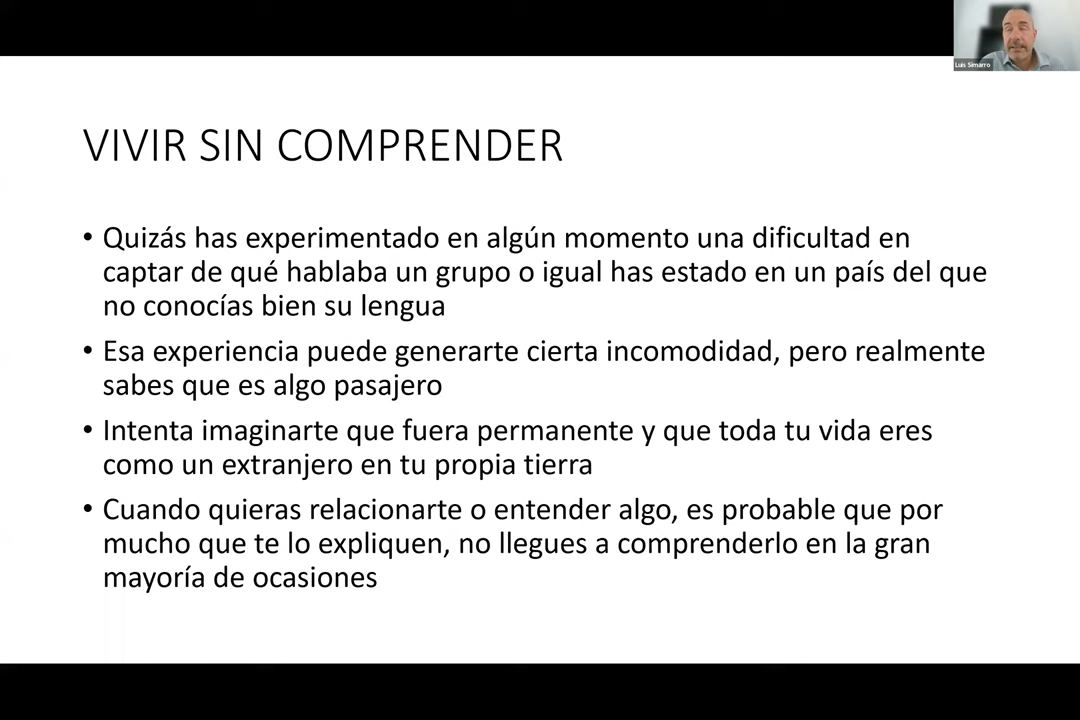 Luis Simarro
VIVIR SIN COMPRENDER
• Quizás has experimentado en algún momento una dificultad en
captar de qué hablaba un grupo o igual has estado en un país del que
no conocías bien su lengua
• Esa experiencia puede generarte cierta incomodidad, pero realmente
sabes que es algo pasajero
• Intenta imaginarte que fuera permanente y que toda tu vida eres
como un extranjero en tu propia tierra
• Cuando quieras relacionarte o entender algo, es probable que por
mucho que te lo expliquen, no llegues a comprenderlo en la gran
mayoría de ocasiones